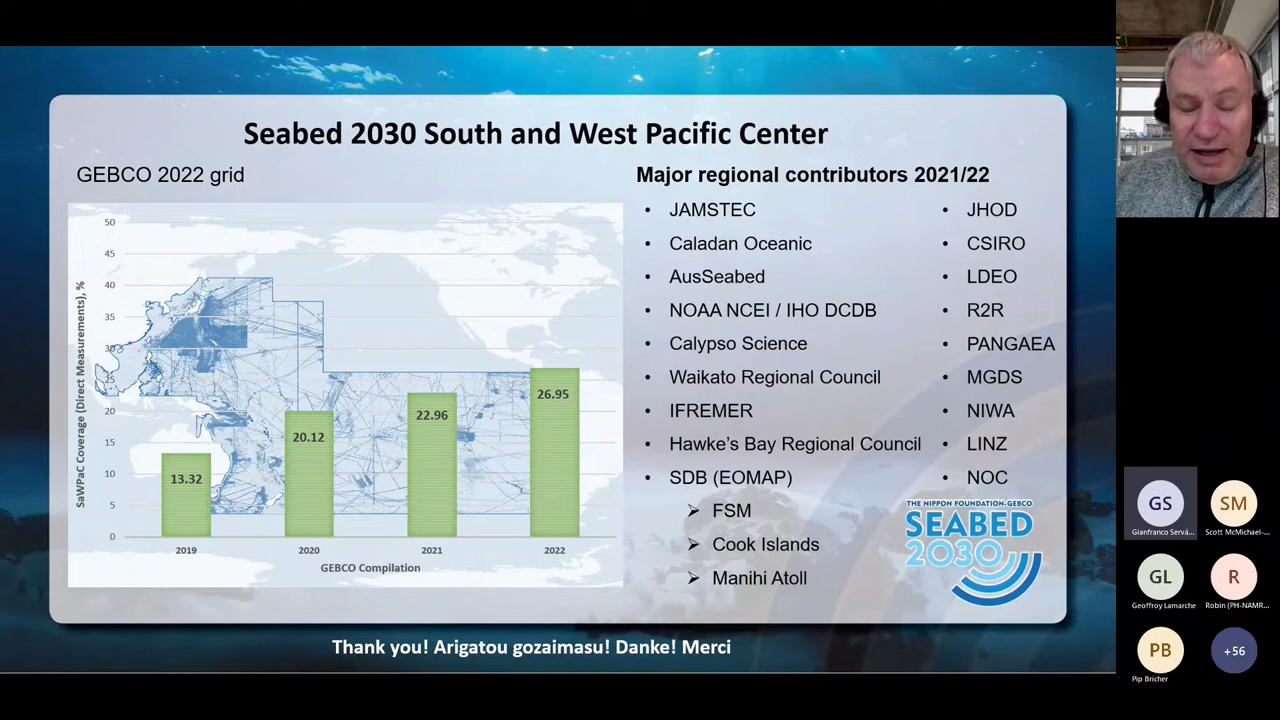 Seabed 2030 South and West Pacific Center
GEBCO 2022 grid
50
45
40
35
30
25
20
15
10
5
0
SaWPaC Coverage (Direct Measurements), %
13.32
20.12
22.96
26.95
2019
2020
2021
2022
GEBCO Compilation
Major regional contributors 2021/22
• JAMSTEC
• Caladan Oceanic
• AusSeabed
• NOAA NCEI / IHO DCDB
• Calypso Science
• Waikato Regional Council
• IFREMER
• Hawke's Bay Regional Council
• SDB (EOMAP)
➢ FSM
➢ Cook Islands
➢ Manihi Atoll
• JHOD
• CSIRO
• LDEO
• R2R
• PANGAEA
• MGDS
• NIWA
• LINZ
• NOC
THE NIPPON FOUNDATION-GEBCO
SEABED
2030
Thank you! Arigatou gozaimasu! Danke! Merci
GS
Gianfranco Servá...
SM
Scott McMichael-...
GL
Geoffroy Lamarche
R
Robin (PH-NAMR...
PB
Pip Bricher
+56